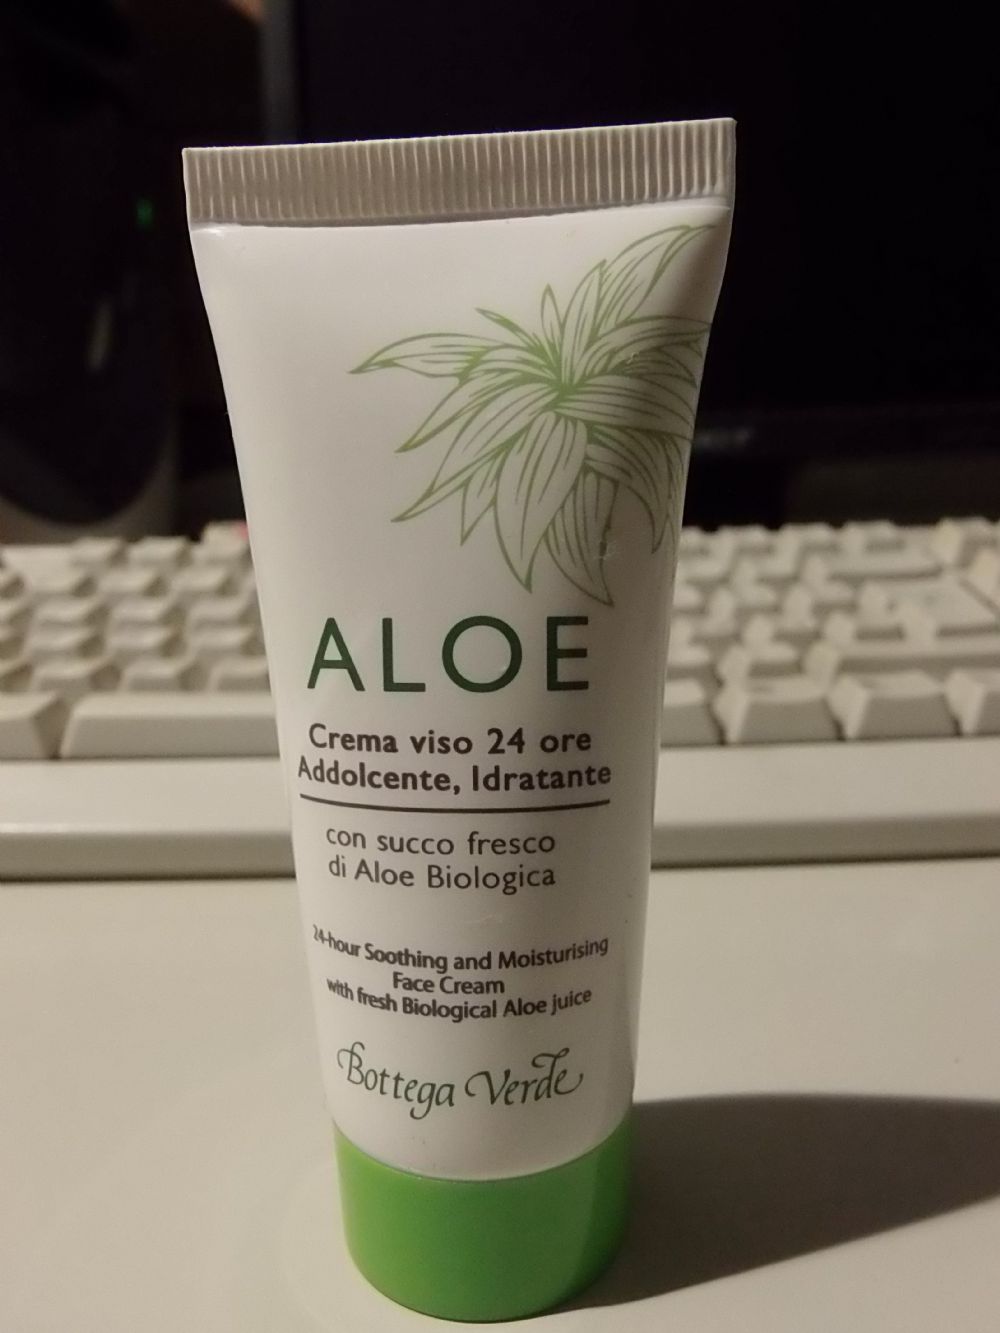 ALOE
Crema viso 24 ore
Addolcente, Idratante
con succo fresco
di Aloe Biologica
24-hour Soothing and Moisturising
Face Cream
with fresh Biological Aloe juice
Bottega Verde